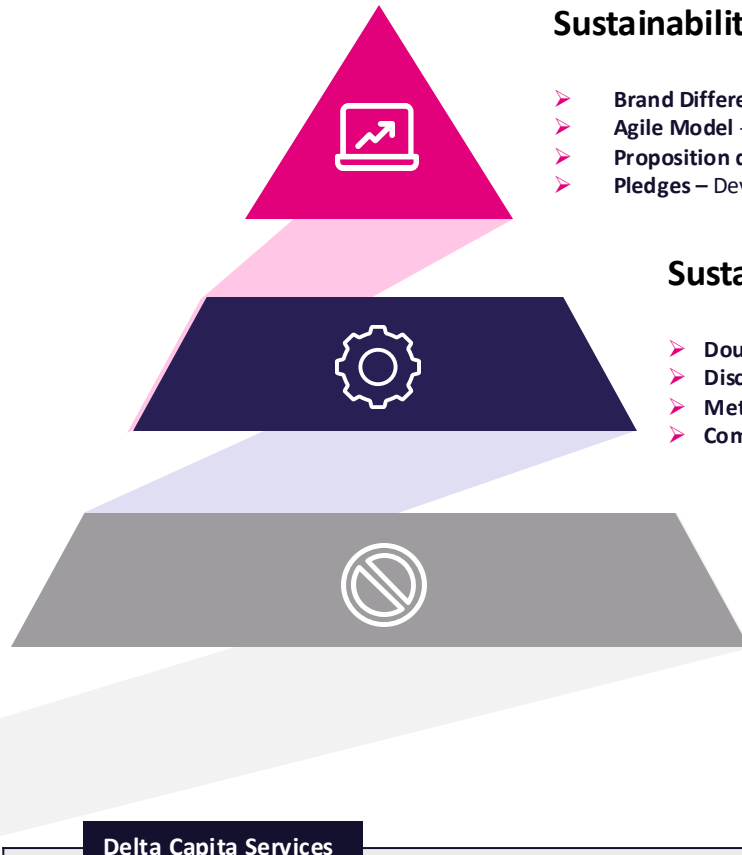 Sustainabilit
Brand Differe
Agile Model -
Proposition d
Pledges – Dev
Susta
Dou
Disc
Met
Com
Delta Capita Services